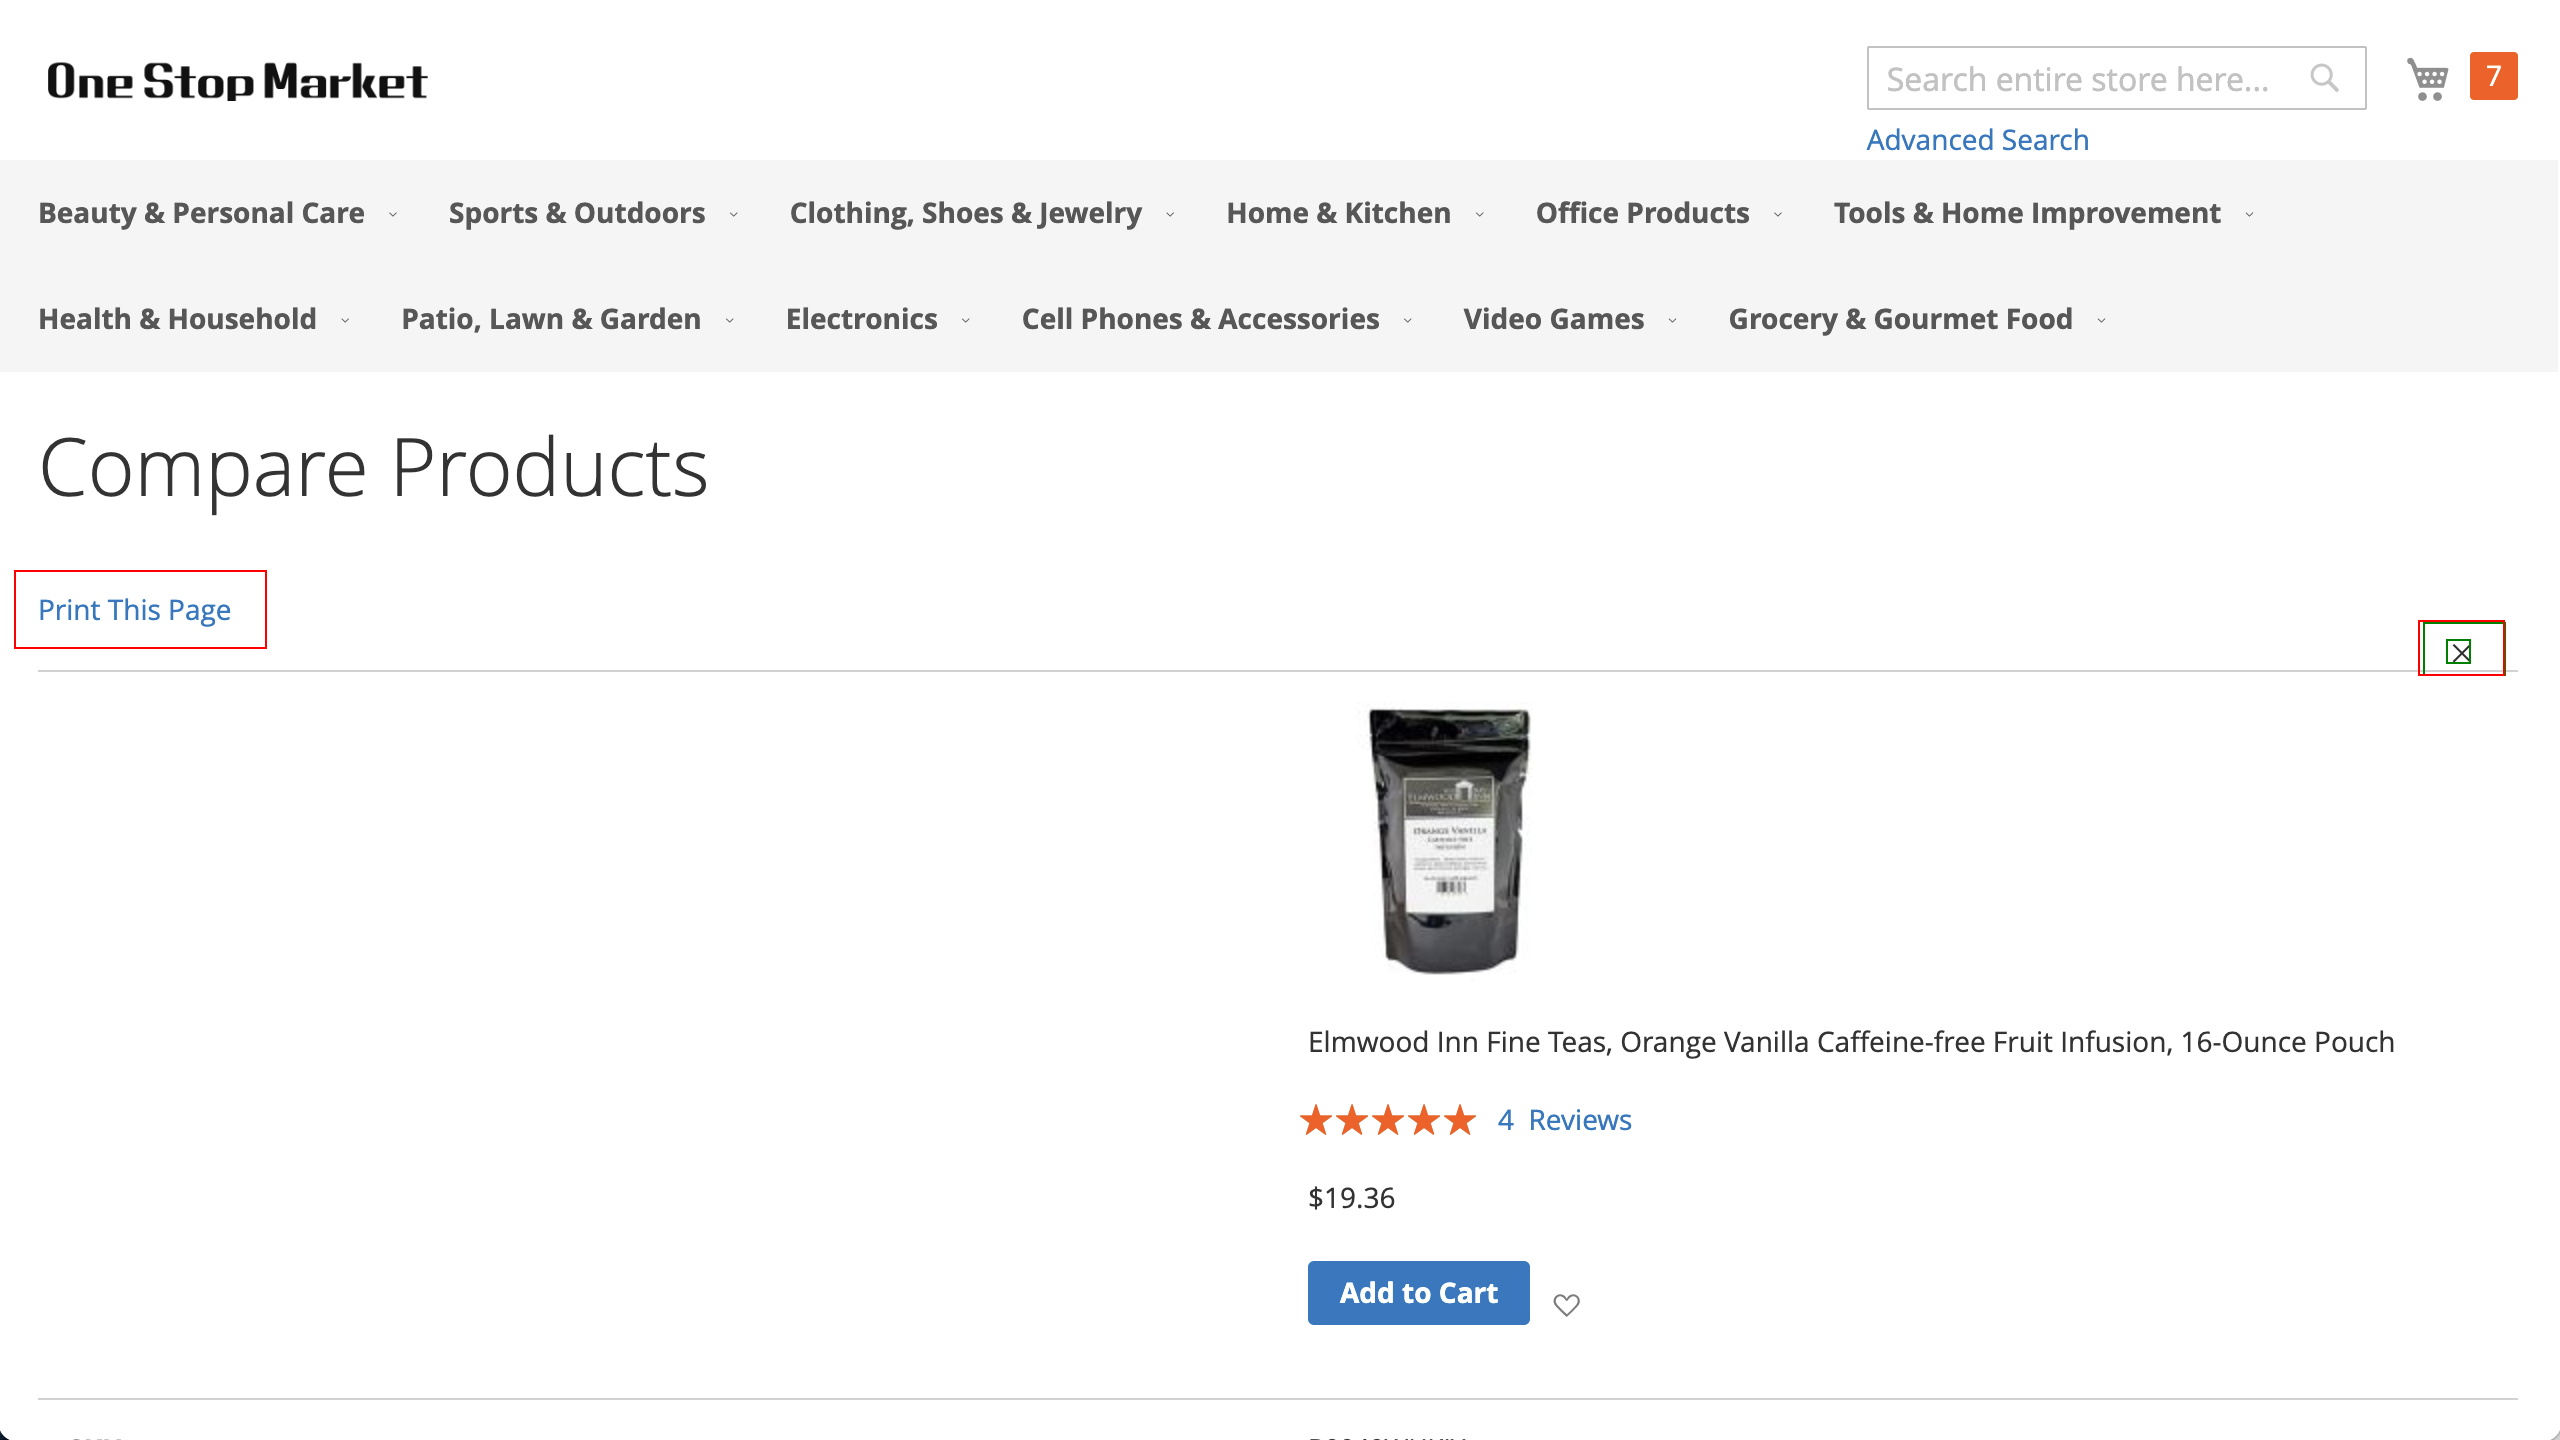 One Stop Market
Search entire store here...
7
Advanced Search
Beauty & Personal Care
Sports & Outdoors
Clothing, Shoes & Jewelry
Home & Kitchen
Office Products
Tools & Home Improvement
Health & Household
Patio, Lawn & Garden
Electronics
Cell Phones & Accessories
Video Games
Grocery & Gourmet Food
Compare Products
Print This Page
ORANGE VANILLA
Elmwood Inn Fine Teas, Orange Vanilla Caffeine-free Fruit Infusion, 16-Ounce Pouch
4 Reviews
$19.36
Add to Cart